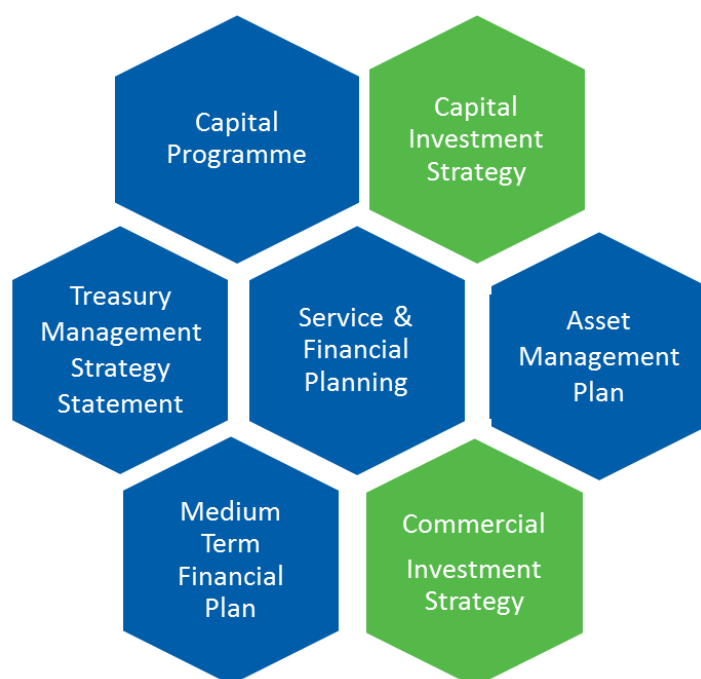 Capital
Programme
Capital
Investment
Strategy
Treasury
Management
Strategy
Statement
Service &
Financial
Planning
Asset
Management
Plan
Medium
Term
Financial
Plan
Commercial
Investment
Strategy